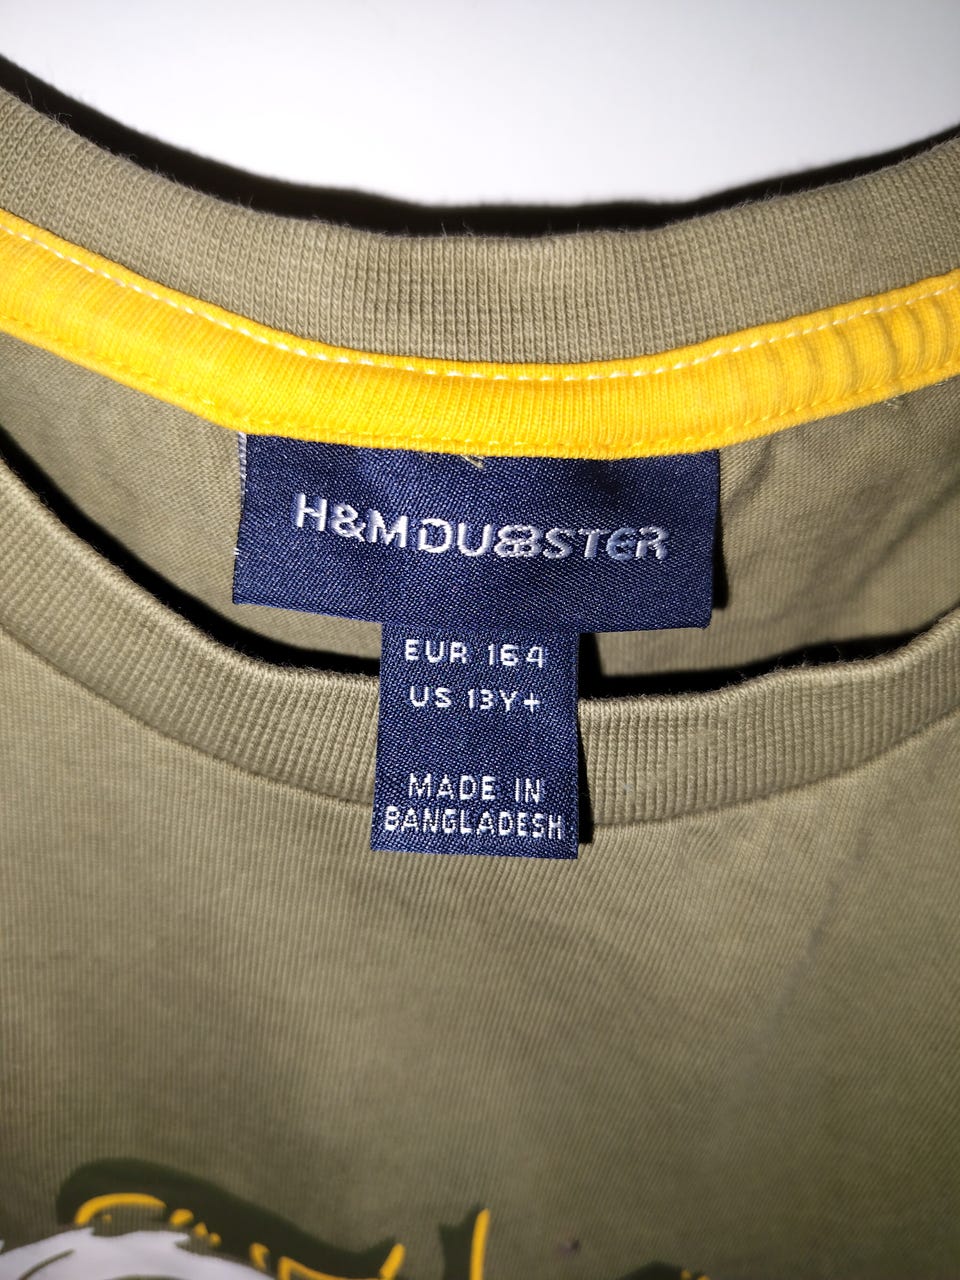 H&M DUBSTER
EUR 164
US 13Y+
MADE IN
BANGLADESH